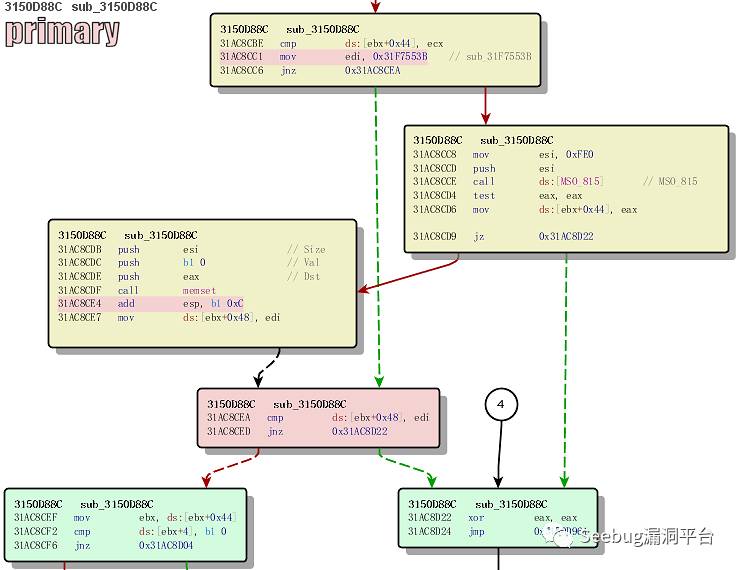 3150D88C sub_3150D88C
primary
3150D88C sub_3150D88C
31AC8CBE cmp ds:[ebx+0x44], ecx
31AC8CC1 mov edi, 0x31F7553B // sub_31F7553B
31AC8CC6 jnz 0x31AC8CEA
3150D88C sub_3150D88C
31AC8CC8 mov esi, 0xFE0
31AC8CCD push esi
31AC8CCE call ds:[MSO_815] // MSO_815
31AC8CD4 test eax, eax
31AC8CD6 mov ds:[ebx+0x44], eax
31AC8CD9 jz 0x31AC8D22
3150D88C sub_3150D88C
31AC8CDB push esi // Size
31AC8CDC push b1 0 // Val
31AC8CDE push eax // Dst
31AC8CDF call memset
31AC8CE4 add esp, b1 0xC
31AC8CE7 mov ds:[ebx+0x48], edi
3150D88C sub_3150D88C
31AC8CEA cmp ds:[ebx+0x48], edi
31AC8CED jnz 0x31AC8D22
4
3150D88C sub_3150D88C
31AC8CEF mov ebx, ds:[ebx+0x44]
31AC8CF2 cmp ds:[ebx+4], b1 0
31AC8CF6 jnz 0x31AC8D04
3150D88C sub_3150D88C
31AC8D22 xor eax, eax
31AC8D24 jmp
Seebug漏洞平台